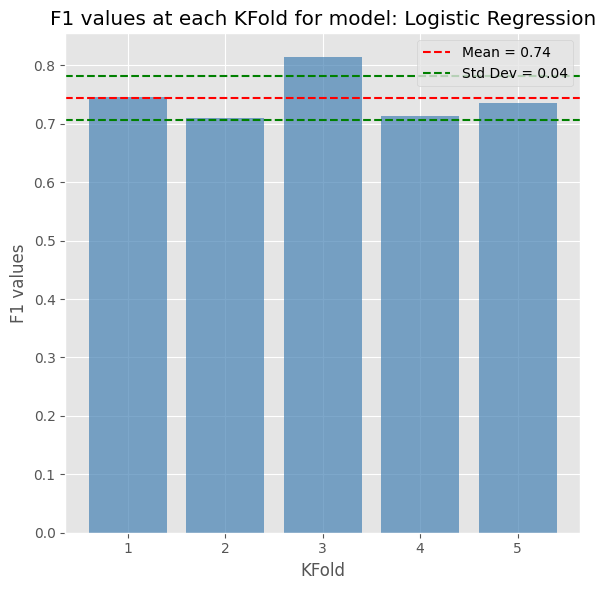 F1 values at each KFold for model: Logistic Regression
Mean = 0.74
Std Dev = 0.04
0.8
0.7
0.6
0.5
0.4
0.3
0.2
0.1
0.0
F1 values
1 2 3 4 5
KFold